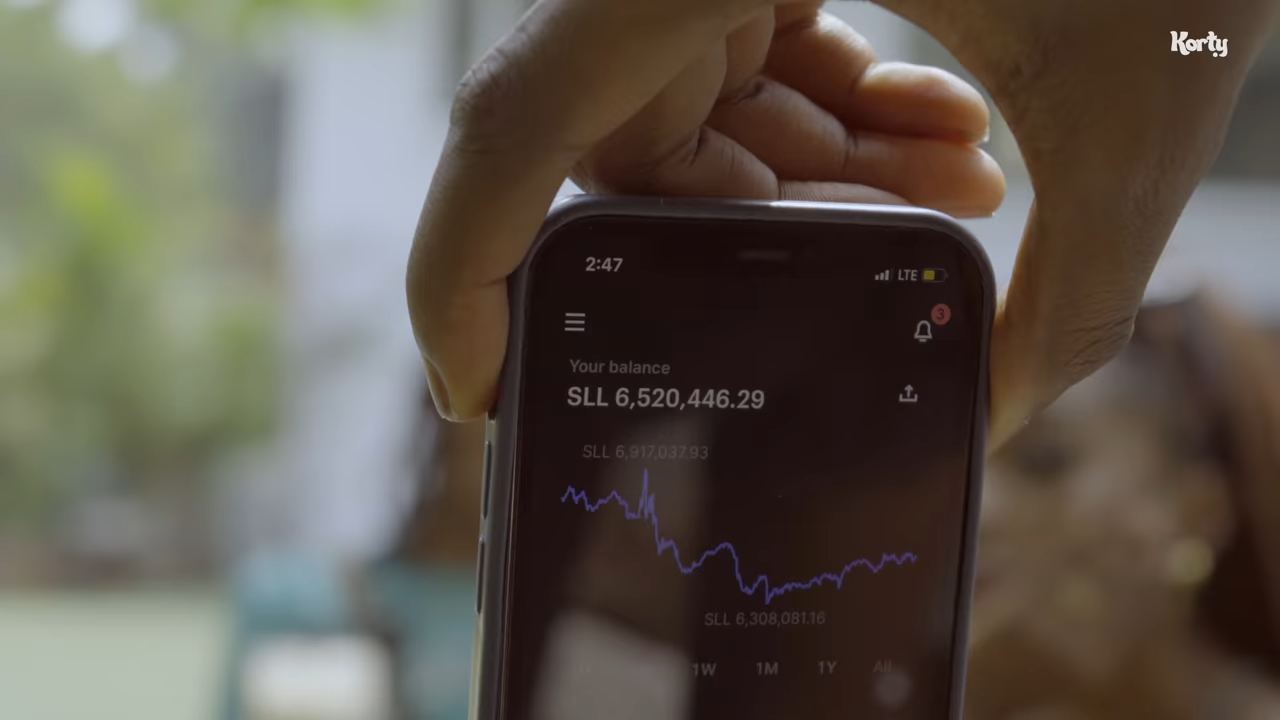 Korty
2:47
LTE
3
Your balance
SLL 6,520,446.29
SLL 6,917,037.93
SLL 6,308,081.16
1W 1M 1Y All